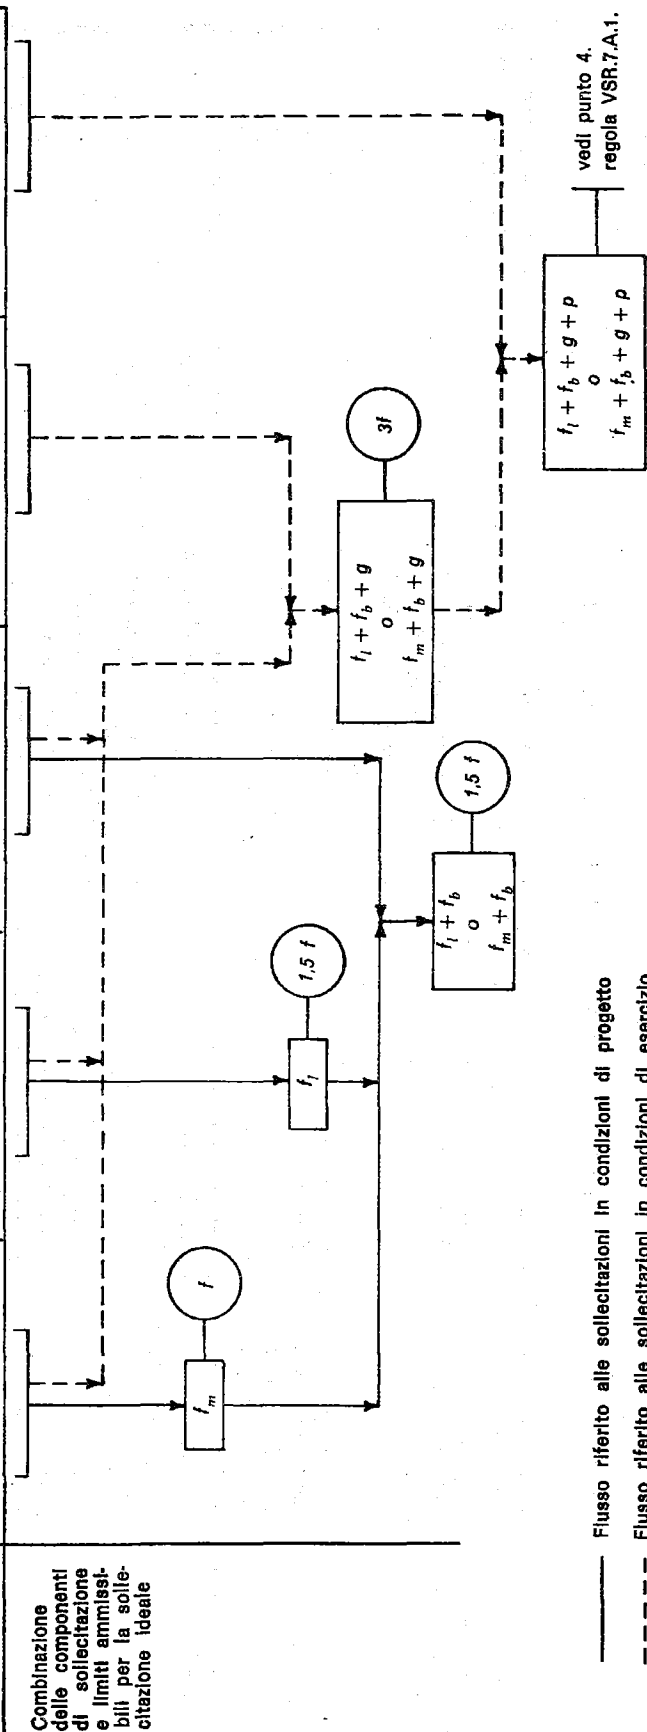 Combinazione
delle componenti
di sollecitazione
e limiti ammissi-
bili per la solle-
citazione ideale
f_m
f
f_l
1,5 f
f_l + f_b
o
f_m + f_b
1,5 f
f_l + f_b + g
o
f_m + f_b + g
3f
f_l + f_b + g + p
o
f_m + f_b + g + p
vedi punto 4.
regola VSR.7.A.1.
Flusso riferito alle sollecitazioni in condizioni di progetto
Flusso riferito alle sollecitazioni in condizioni di esercizio